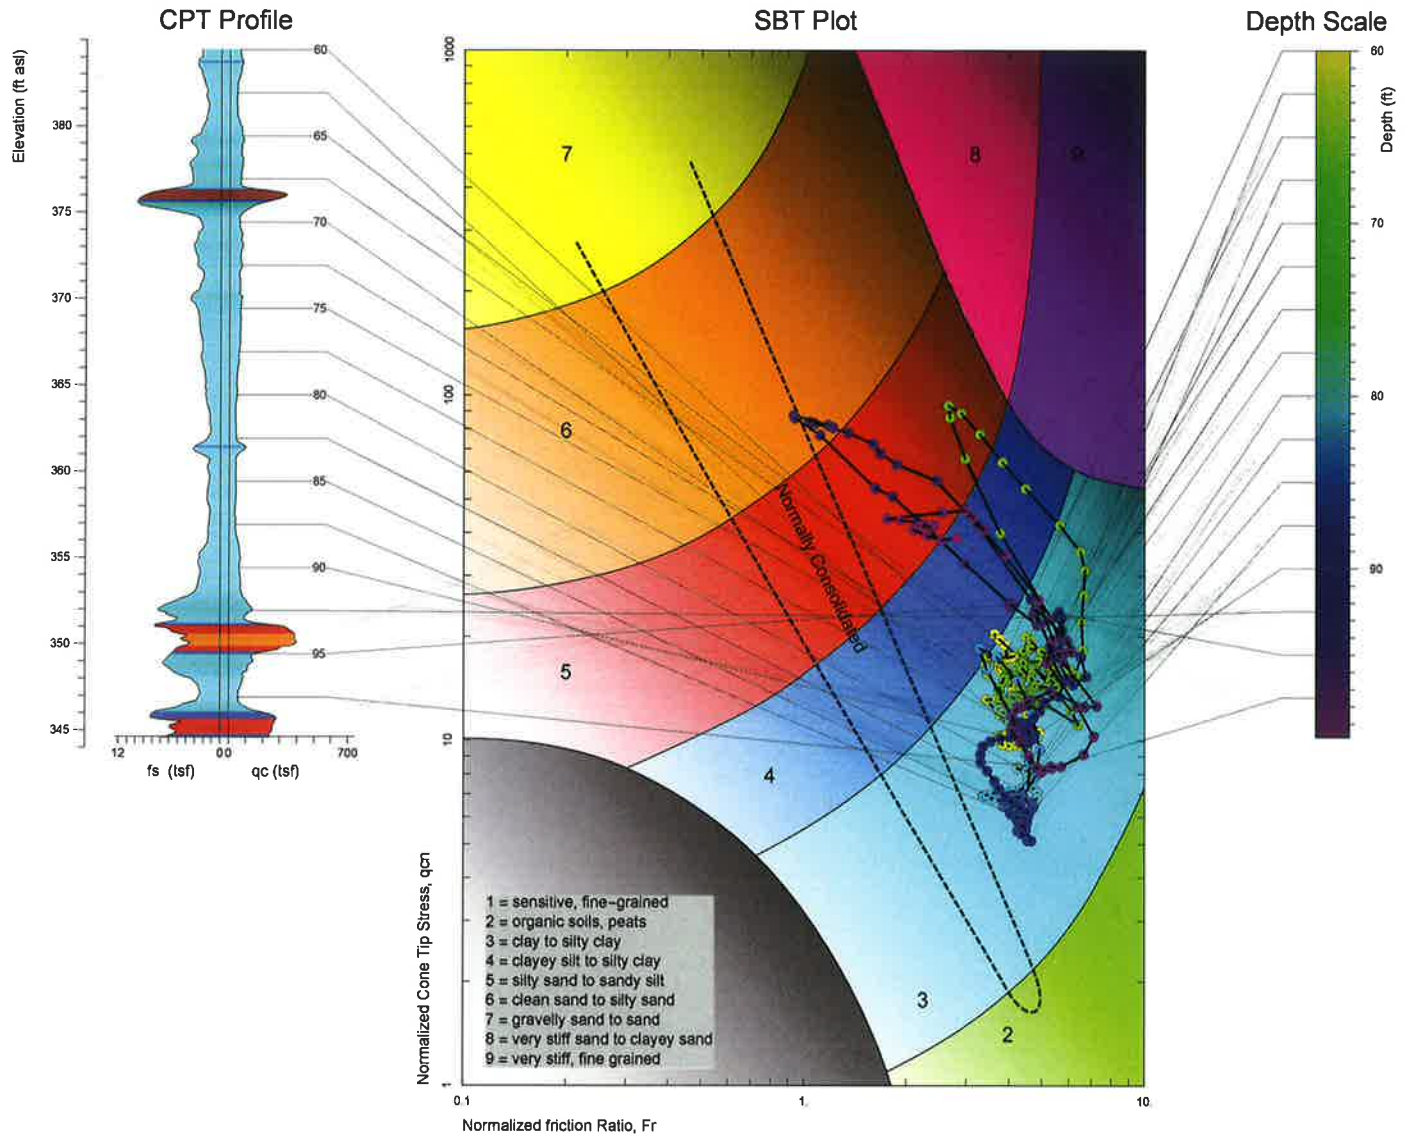 CPT Profile
SBT Plot
Depth Scale
Elevation (ft asl)
380
375
370
365
360
355
350
345
60
65
70
75
80
85
90
95
12
0 0
700
fs (tsf)
qc (tsf)
1000
100
10
1
Normalized Cone Tip Stress, qcn
7
8
9
6
5
4
3
2
Normally Consolidated
1 = sensitive, fine-grained
2 = organic soils, peats
3 = clay to silty clay
4 = clayey silt to silty clay
5 = silty sand to sandy silt
6 = clean sand to silty sand
7 = gravelly sand to sand
8 = very stiff sand to clayey sand
9 = very stiff, fine grained
0.1
1.
10.
Normalized friction Ratio, Fr
60
70
80
90
Depth (ft)